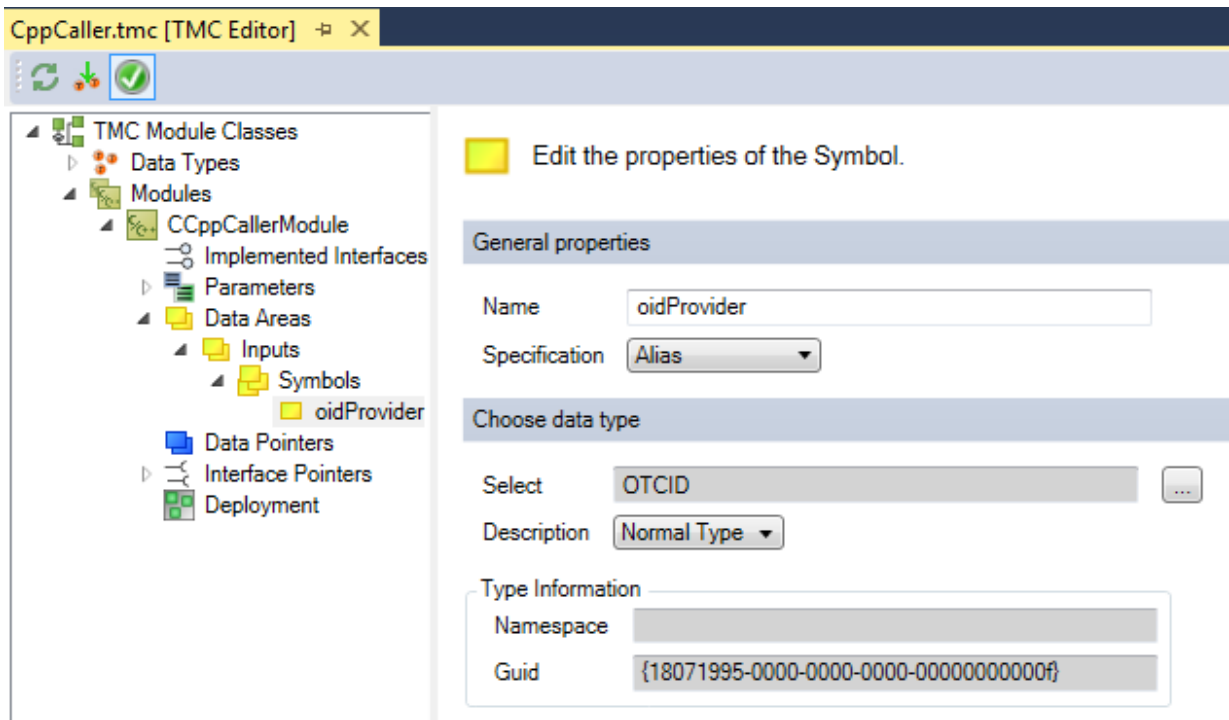 CppCaller.tmc [TMC Editor]
TMC Module Classes
Data Types
Modules
CCppCallerModule
Implemented Interfaces
Parameters
Data Areas
Inputs
Symbols
oidProvider
Data Pointers
Interface Pointers
Deployment
Edit the properties of the Symbol.
General properties
Name oidProvider
Specification Alias
Choose data type
Select OTCID ...
Description Normal Type
Type Information
Namespace
Guid {18071995-0000-0000-0000-00000000000f}